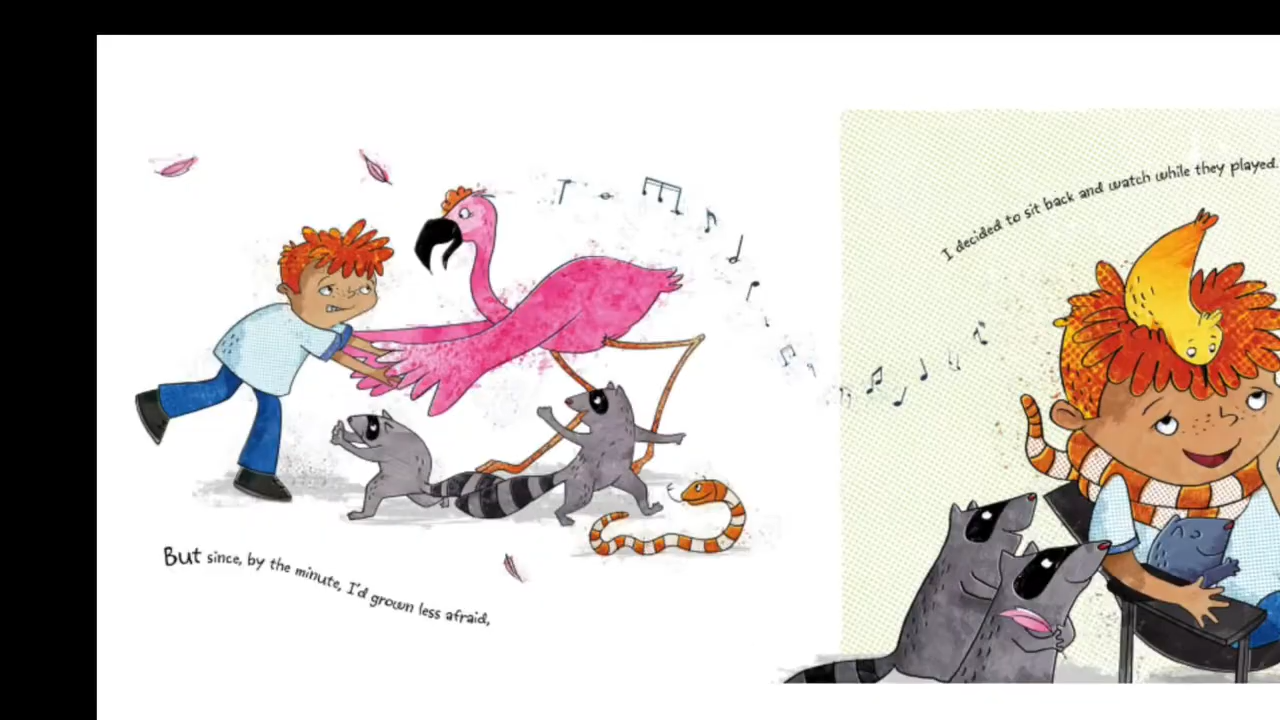 But since, by the minute, I'd grown less afraid,
I decided to sit back and watch while they played.